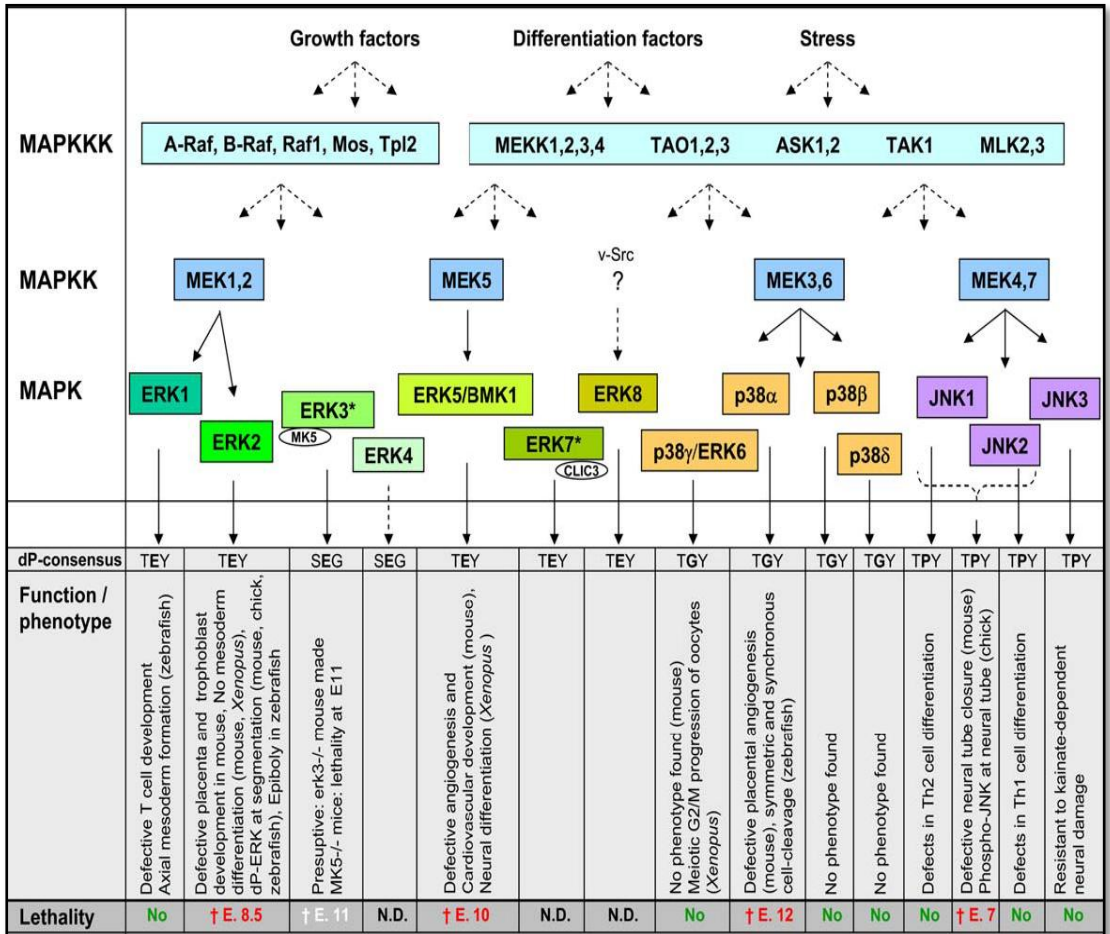 Growth factors
Differentiation factors
Stress
MAPKKK
A-Raf, B-Raf, Raf1, Mos, Tpl2
MEKK1,2,3,4
TAO1,2,3
ASK1,2
TAK1
MLK2,3
MAPKK
MEK1,2
MEK5
v-Src
?
MEK3,6
MEK4,7
MAPK
ERK1
ERK2
ERK3*
MK5
ERK4
ERK5/BMK1
ERK7*
CLIC3
ERK8
p38α
p38β
p38γ/ERK6
p38δ
JNK1
JNK2
JNK3
dP-consensus
TEY
TEY
SEG
SEG
TEY
TEY
TEY
TGY
TGY
TGY
TGY
TPY
TPY
TPY
TPY
Function /
phenotype
Defective T cell development
Axial mesoderm formation (zebrafish)
Defective placenta and trophoblast
development in mouse, No mesoderm
differentiation (mouse, Xenopus),
dP-ERK at segmentation (mouse, chick,
zebrafish), Epiboly in zebrafish
Presuptive: erk3-/- mouse made
MK5-/- mice: lethality at E11
Defective angiogenesis and
Cardiovascular development (mouse),
Neural differentiation (Xenopus )
No phenotype found (mouse)
Meiotic G2/M progression of oocytes
(Xenopus)
Defective placental angiogenesis
(mouse), symmetric and synchronous
cell-cleavage (zebrafish)
No phenotype found
No phenotype found
Defects in Th2 cell differentiation
Defective neural tube closure (mouse)
Phospho-JNK at neural tube (chick)
Defects in Th1 cell differentiation
Resistant to kainate-dependent
neural damage
Lethality
No
† E. 8.5
† E. 11
N.D.
† E. 10
N.D.
N.D.
No
† E. 12
No
No
No
† E. 7
No
No